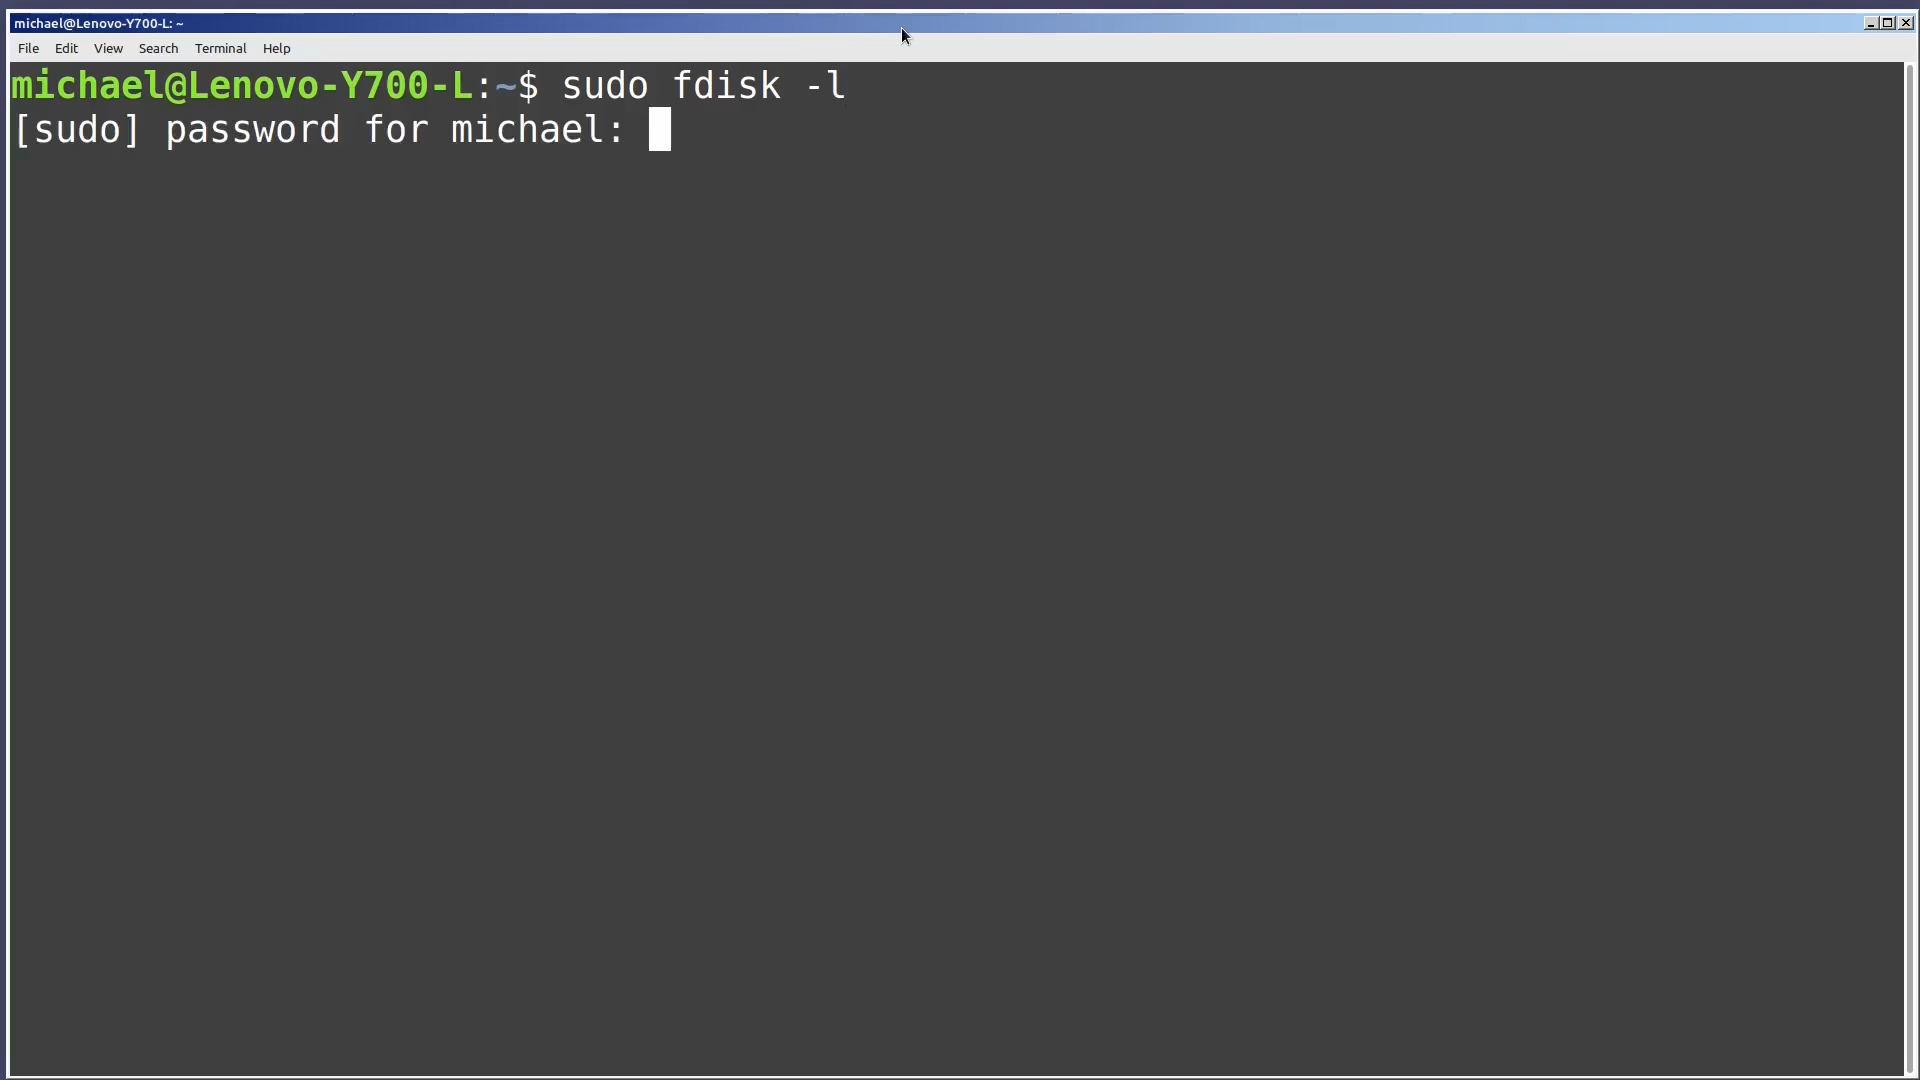 michael@Lenovo-Y700-L: ~
File Edit View Search Terminal Help
michael@Lenovo-Y700-L:~$ sudo fdisk -l
[sudo] password for michael: